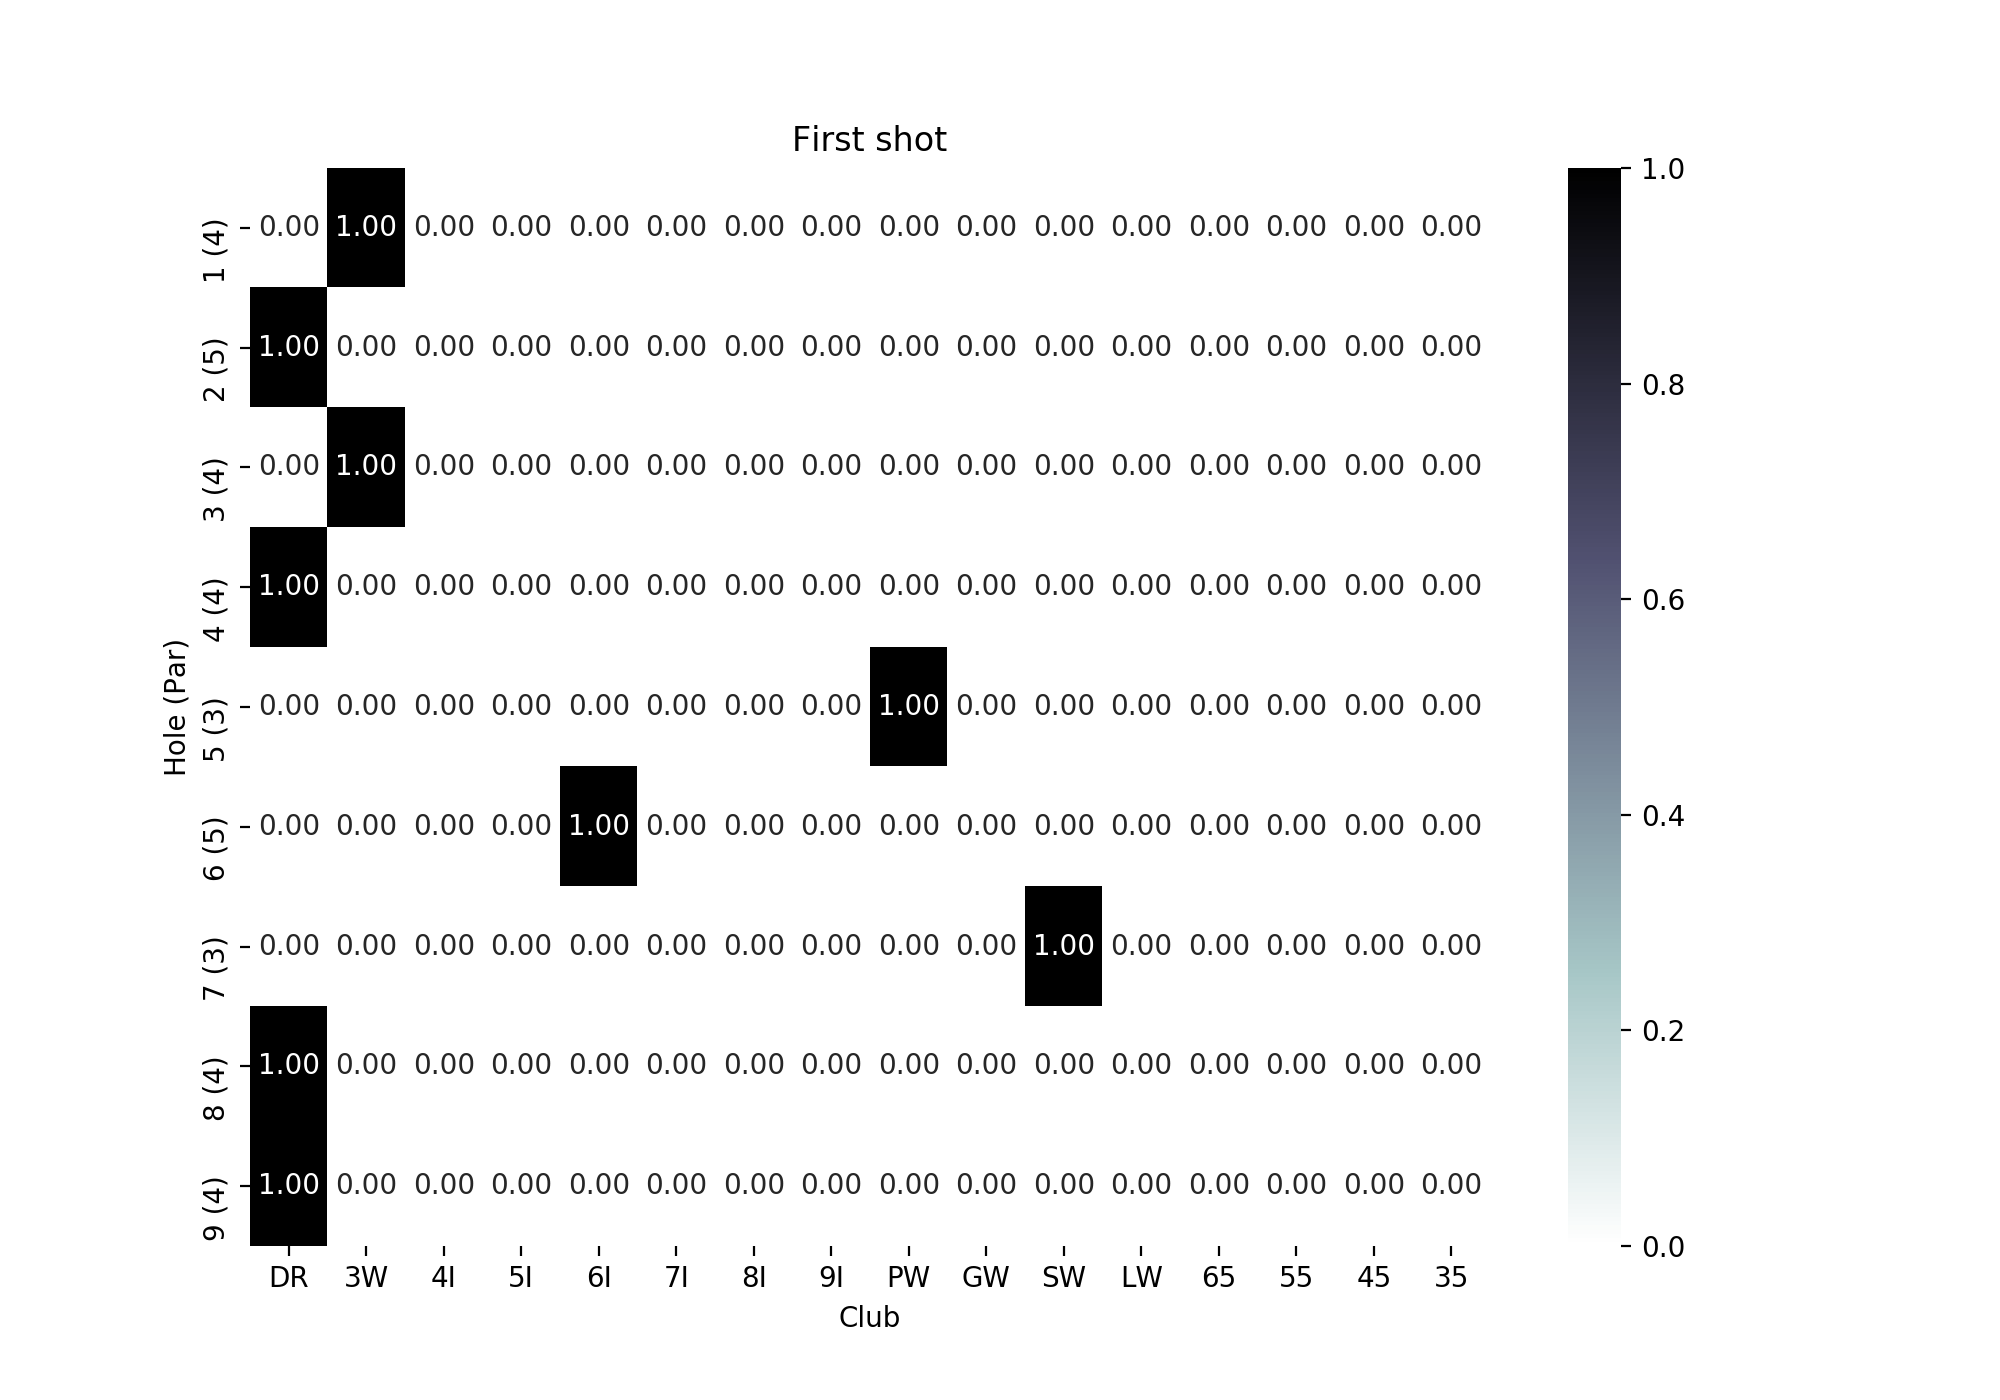 First shot
1.0
1 (4) 0.00 1.00 0.00 0.00 0.00 0.00 0.00 0.00 0.00 0.00 0.00 0.00 0.00 0.00 0.00 0.00
2 (5) 1.00 0.00 0.00 0.00 0.00 0.00 0.00 0.00 0.00 0.00 0.00 0.00 0.00 0.00 0.00 0.00
0.8
3 (4) 0.00 1.00 0.00 0.00 0.00 0.00 0.00 0.00 0.00 0.00 0.00 0.00 0.00 0.00 0.00 0.00
4 (4) 1.00 0.00 0.00 0.00 0.00 0.00 0.00 0.00 0.00 0.00 0.00 0.00 0.00 0.00 0.00 0.00
0.6
Hole (Par)
5 (3) 0.00 0.00 0.00 0.00 0.00 0.00 0.00 0.00 1.00 0.00 0.00 0.00 0.00 0.00 0.00 0.00
0.4
6 (5) 0.00 0.00 0.00 0.00 1.00 0.00 0.00 0.00 0.00 0.00 0.00 0.00 0.00 0.00 0.00 0.00
7 (3) 0.00 0.00 0.00 0.00 0.00 0.00 0.00 0.00 0.00 0.00 1.00 0.00 0.00 0.00 0.00 0.00
0.2
8 (4) 1.00 0.00 0.00 0.00 0.00 0.00 0.00 0.00 0.00 0.00 0.00 0.00 0.00 0.00 0.00 0.00
9 (4) 1.00 0.00 0.00 0.00 0.00 0.00 0.00 0.00 0.00 0.00 0.00 0.00 0.00 0.00 0.00 0.00
0.0
DR 3W 4I 5I 6I 7I 8I 9I PW GW SW LW 65 55 45 35
Club